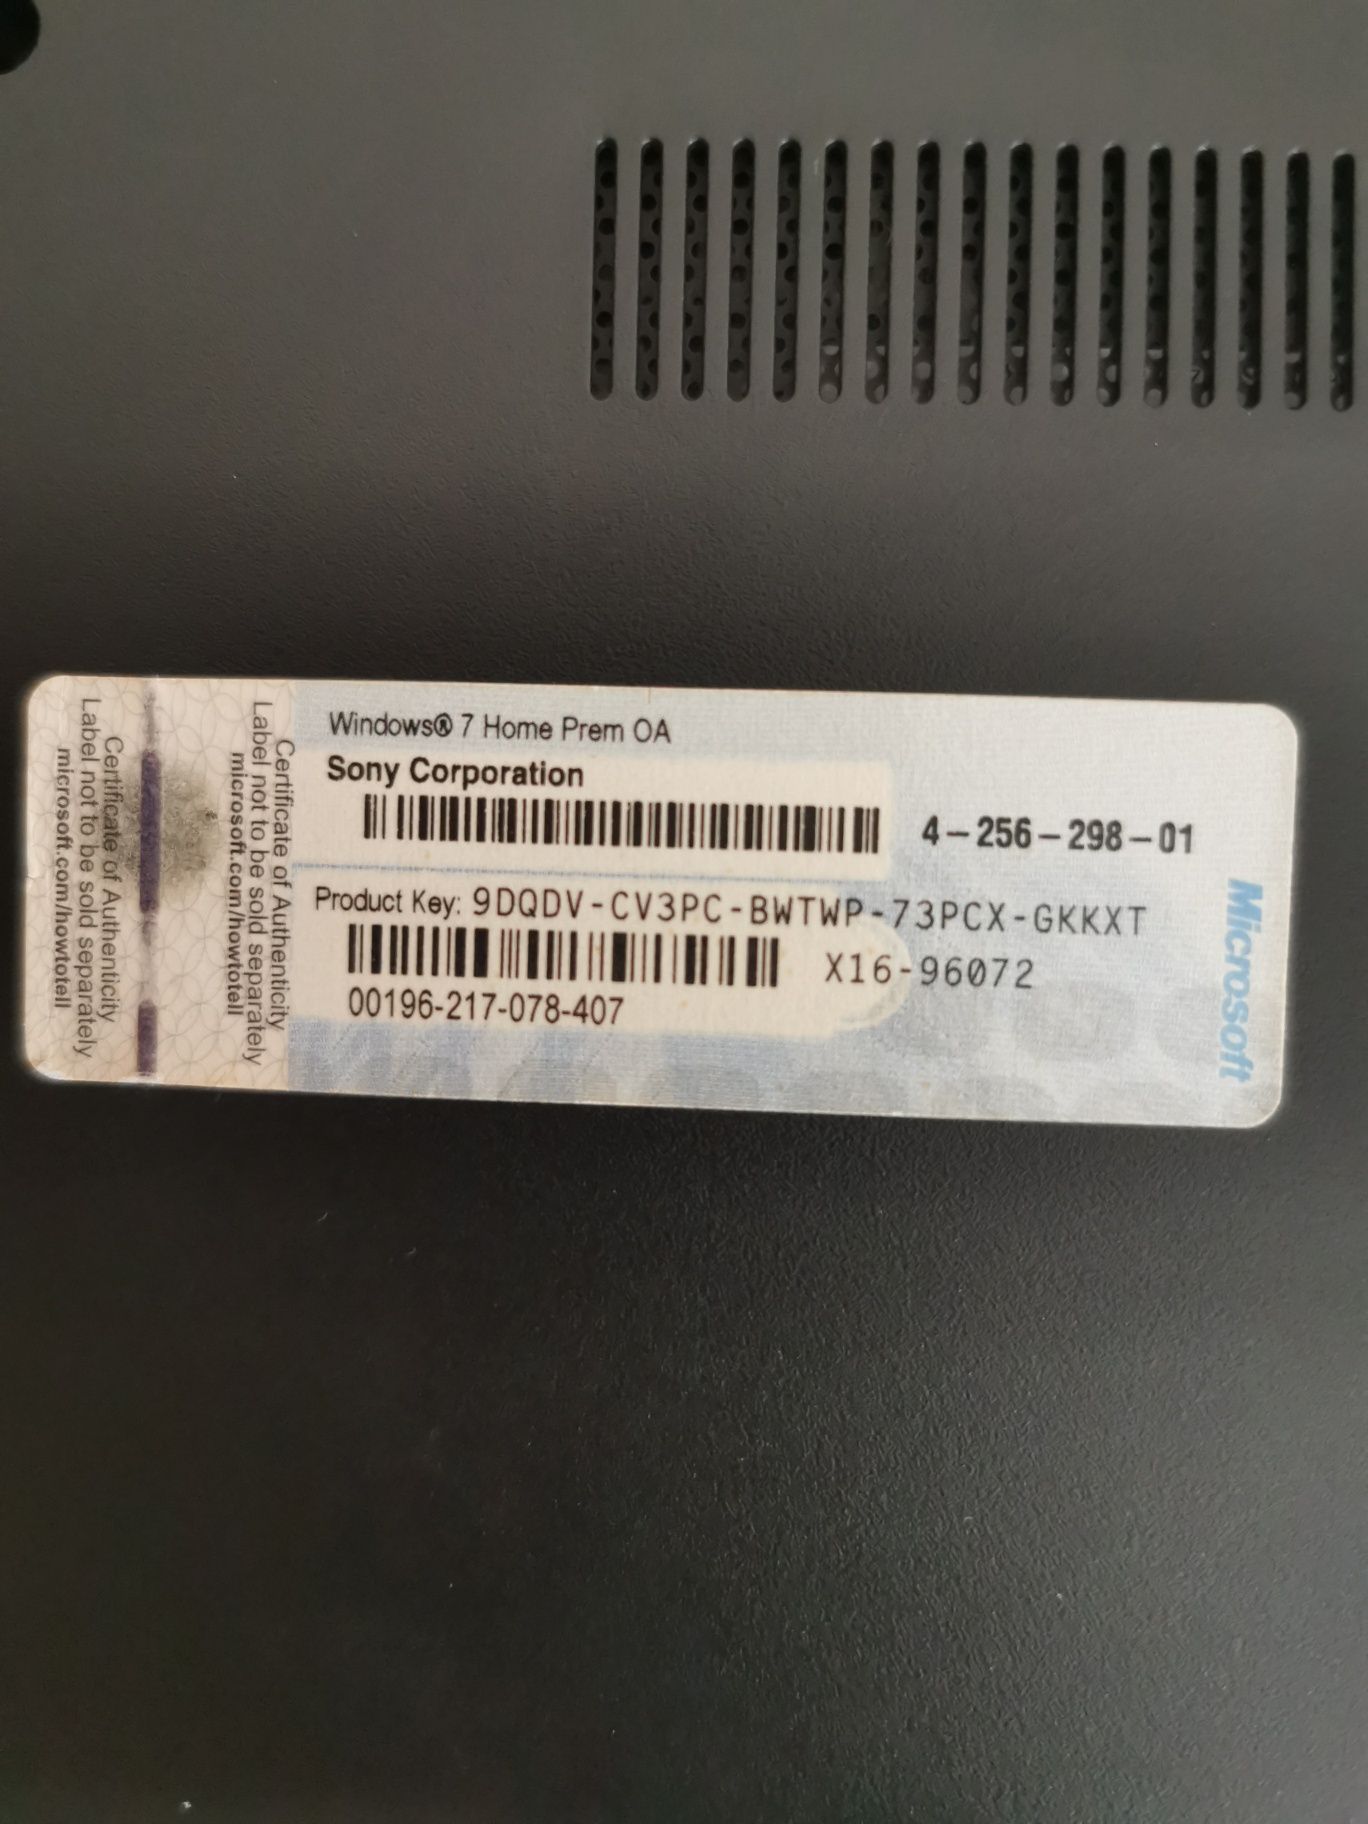 Windows® 7 Home Prem OA
Sony Corporation
4-256-298-01
Product Key: 9DQDV-CV3PC-BWTWP-73PCX-GKKXT
X16-96072
00196-217-078-407
Microsoft
Certificate of Authenticity
Label not to be sold separately
microsoft.com/howtotell
Certificate of Authenticity
Label not to be sold separately
microsoft.com/howtotell